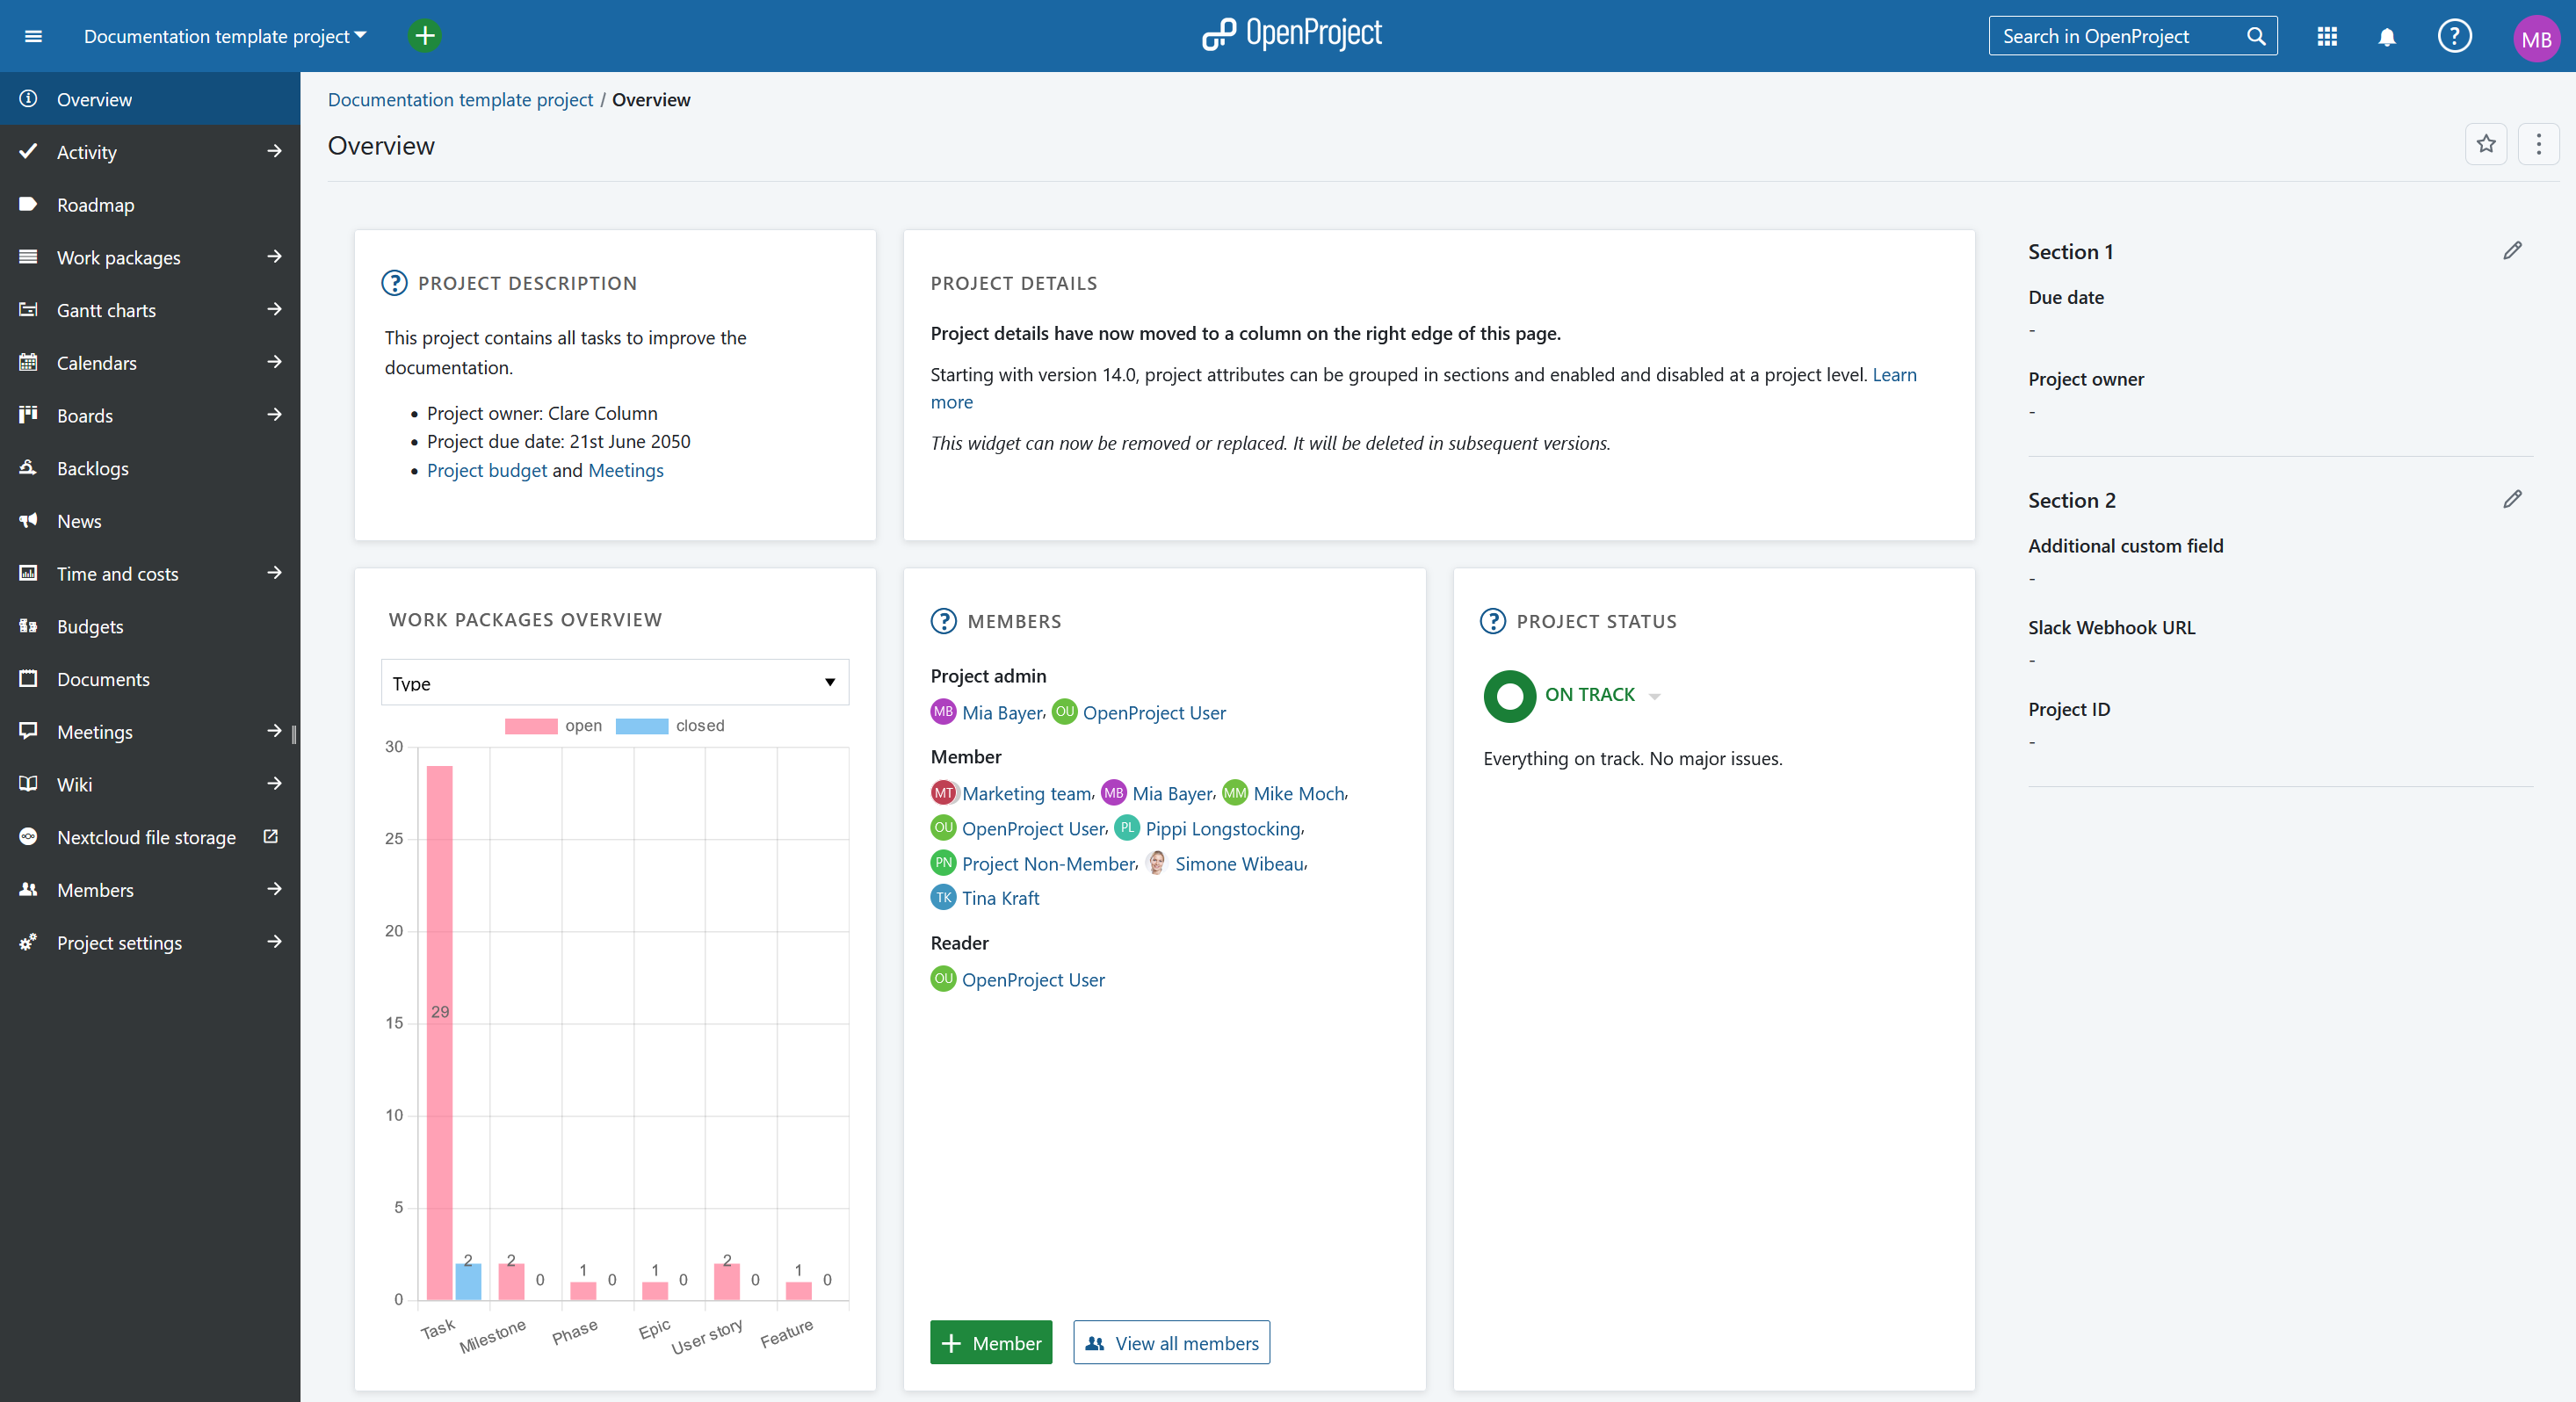 Documentation template project
OpenProject
Search in OpenProject
MB
Overview
Activity
Roadmap
Work packages
Gantt charts
Calendars
Boards
Backlogs
News
Time and costs
Budgets
Documents
Meetings
Wiki
Nextcloud file storage
Members
Project settings
Documentation template project / Overview
Overview
PROJECT DESCRIPTION
This project contains all tasks to improve the
documentation.
• Project owner: Clare Column
• Project due date: 21st June 2050
• Project budget and Meetings
PROJECT DETAILS
Project details have now moved to a column on the right edge of this page.
Starting with version 14.0, project attributes can be grouped in sections and enabled and disabled at a project level. Learn
more
This widget can now be removed or replaced. It will be deleted in subsequent versions.
WORK PACKAGES OVERVIEW
Type
open closed
30
25
20
15
10
5
0
29
2 2 0 1 0 1 0 2 0 1 0
Task Milestone Phase Epic User story Feature
MEMBERS
Project admin
MB Mia Bayer, OU OpenProject User
Member
MT Marketing team, MB Mia Bayer, MM Mike Moch,
OU OpenProject User, PL Pippi Longstocking,
PN Project Non-Member, Simone Wibeau,
TK Tina Kraft
Reader
OU OpenProject User
+ Member View all members
PROJECT STATUS
ON TRACK
Everything on track. No major issues.
Section 1
Due date
-
Project owner
-
Section 2
Additional custom field
-
Slack Webhook URL
-
Project ID
-